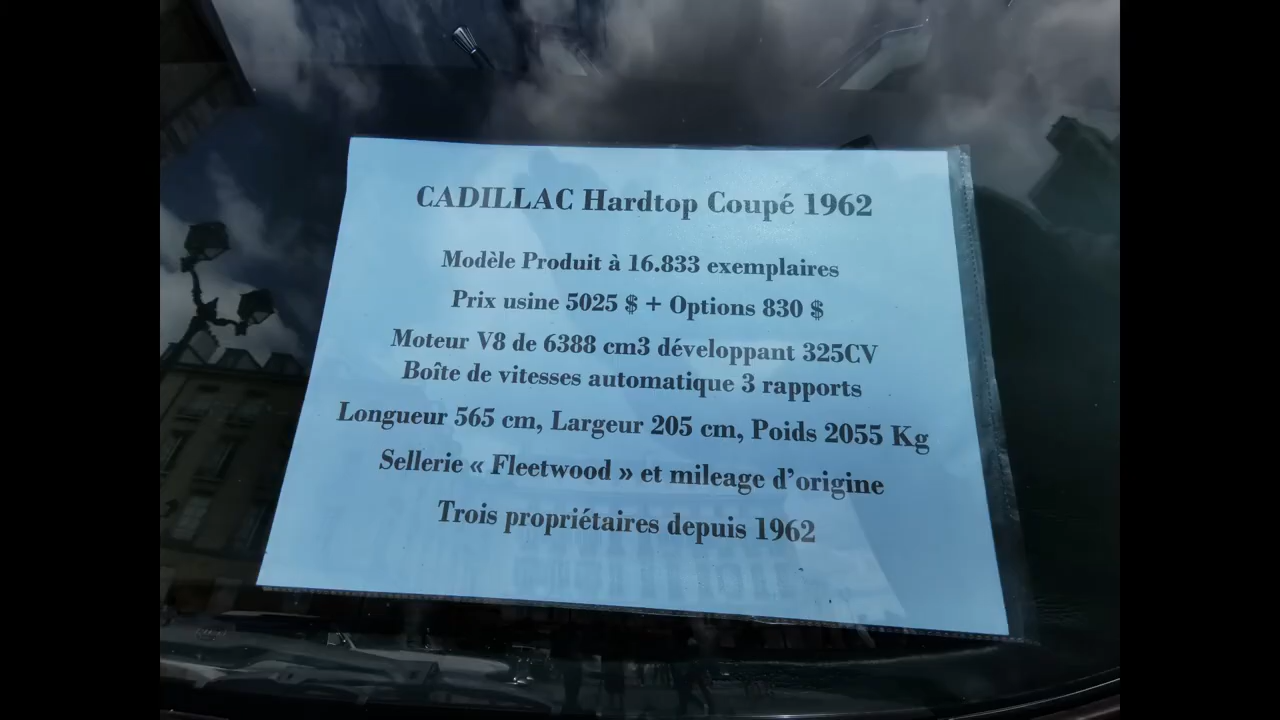 CADILLAC Hardtop Coupé 1962
Modèle Produit à 16.833 exemplaires
Prix usine 5025 $ + Options 830 $
Moteur V8 de 6388 cm3 développant 325CV
Boîte de vitesses automatique 3 rapports
Longueur 565 cm, Largeur 205 cm, Poids 2055 Kg
Sellerie « Fleetwood » et mileage d’origine
Trois propriétaires depuis 1962